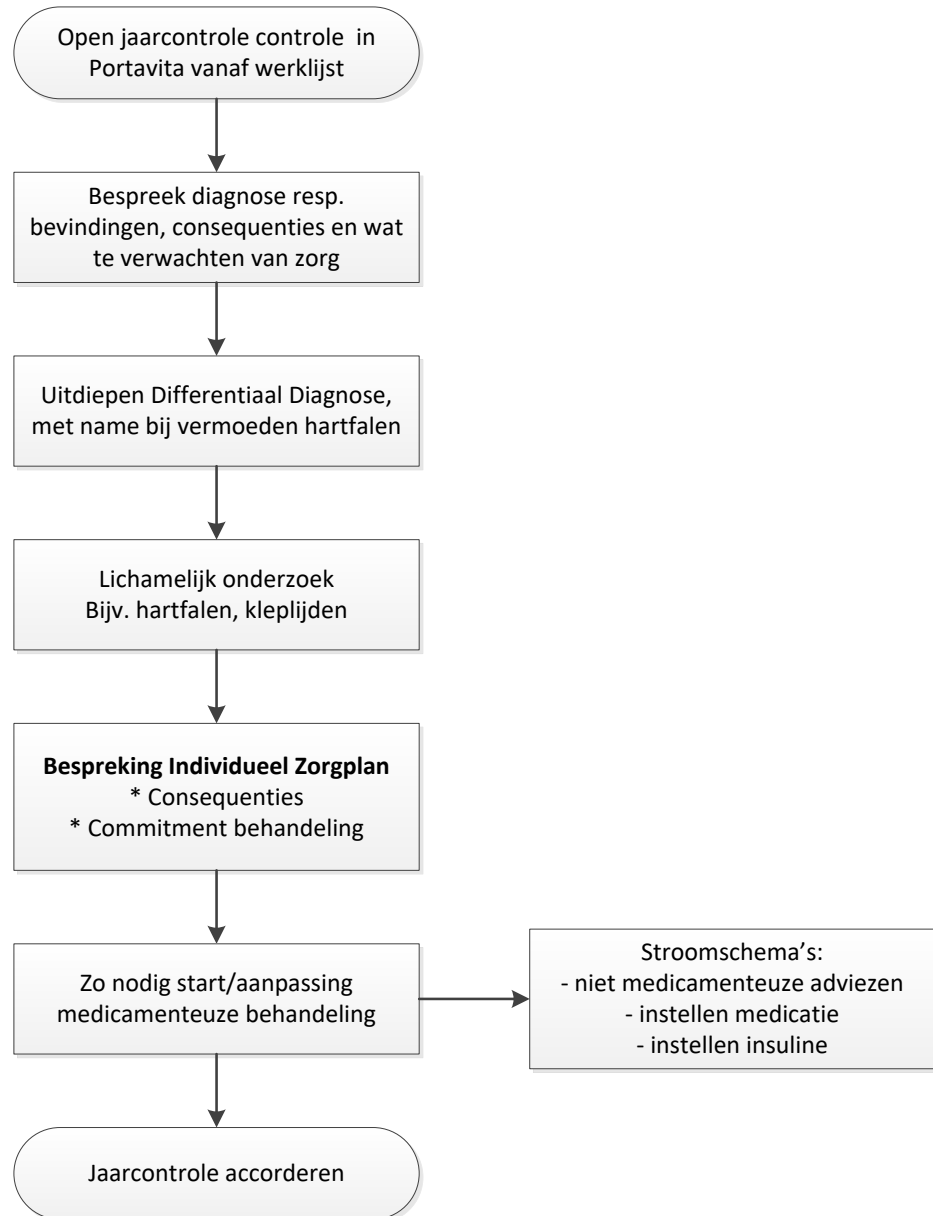 Open jaarcontrole controle  in
Portavita vanaf werklijst
Bespreek diagnose resp.
bevindingen, consequenties en wat
te verwachten van zorg
Uitdiepen Differentiaal Diagnose,
met name bij vermoeden hartfalen
Lichamelijk onderzoek
Bijv. hartfalen, kleplijden
Bespreking Individueel Zorgplan
* Consequenties
* Commitment behandeling
Zo nodig start/aanpassing
medicamenteuze behandeling
Stroomschema’s:
- niet medicamenteuze adviezen
- instellen medicatie
- instellen insuline
Jaarcontrole accorderen